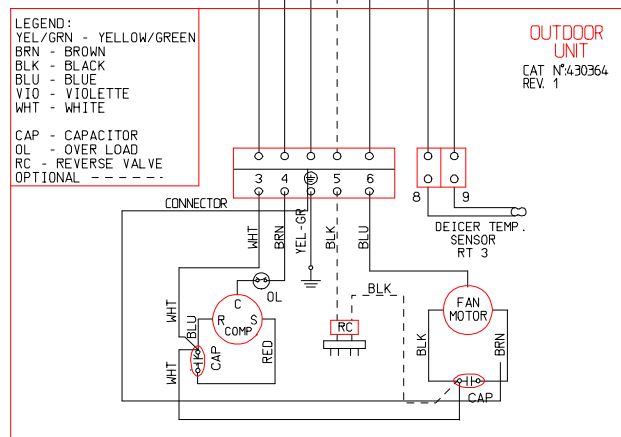 LEGEND:
YEL/GRN - YELLOW/GREEN
BRN - BROWN
BLK - BLACK
BLU - BLUE
VIO - VIOLETTE
WHT - WHITE
CAP - CAPACITOR
OL - OVER LOAD
RC - REVERSE VALVE
OPTIONAL ------
OUTDOOR
UNIT
CAT Nº:430364
REV. 1
3 4 5 6
8 9
CONNECTOR
WHT
BRN
YEL-GR
BLK
BLU
DEICER TEMP.
SENSOR
RT 3
OL
BLK
WHT
BLU
C
R S
COMP
RED
RC
FAN
MOTOR
BLK
BRN
WHT
CAP
CAP